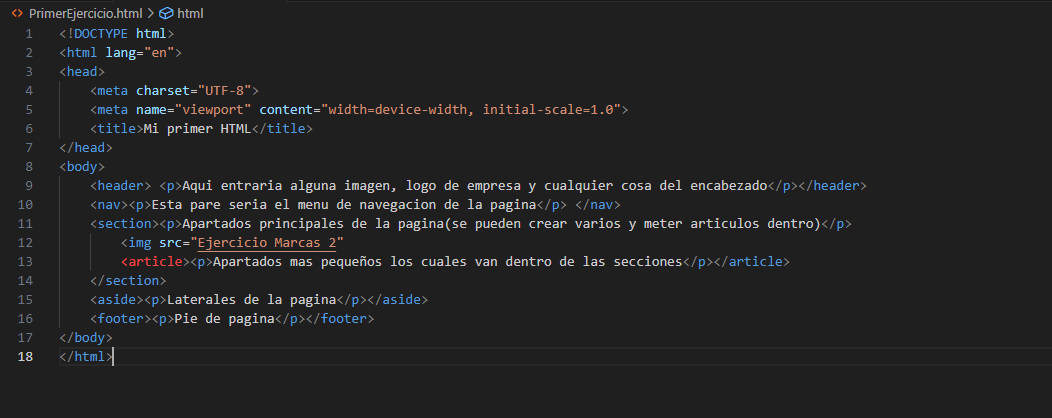 PrimerEjercicio.html > html
1 <!DOCTYPE html>
2 <html lang="en">
3 <head>
4     <meta charset="UTF-8">
5     <meta name="viewport" content="width=device-width, initial-scale=1.0">
6     <title>Mi primer HTML</title>
7 </head>
8 <body>
9     <header> <p>Aqui entraria alguna imagen, logo de empresa y cualquier cosa del encabezado</p></header>
10     <nav><p>Esta pare seria el menu de navegacion de la pagina</p> </nav>
11     <section><p>Apartados principales de la pagina(se pueden crear varios y meter articulos dentro)</p>
12         <img src="Ejercicio Marcas 2"
13         <article><p>Apartados mas pequeños los cuales van dentro de las secciones</p></article>
14     </section>
15     <aside><p>Laterales de la pagina</p></aside>
16     <footer><p>Pie de pagina</p></footer>
17 </body>
18 </html>